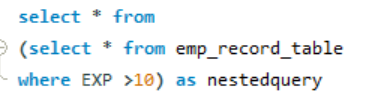 select * from
(select * from emp_record_table
where EXP >10) as nestedquery